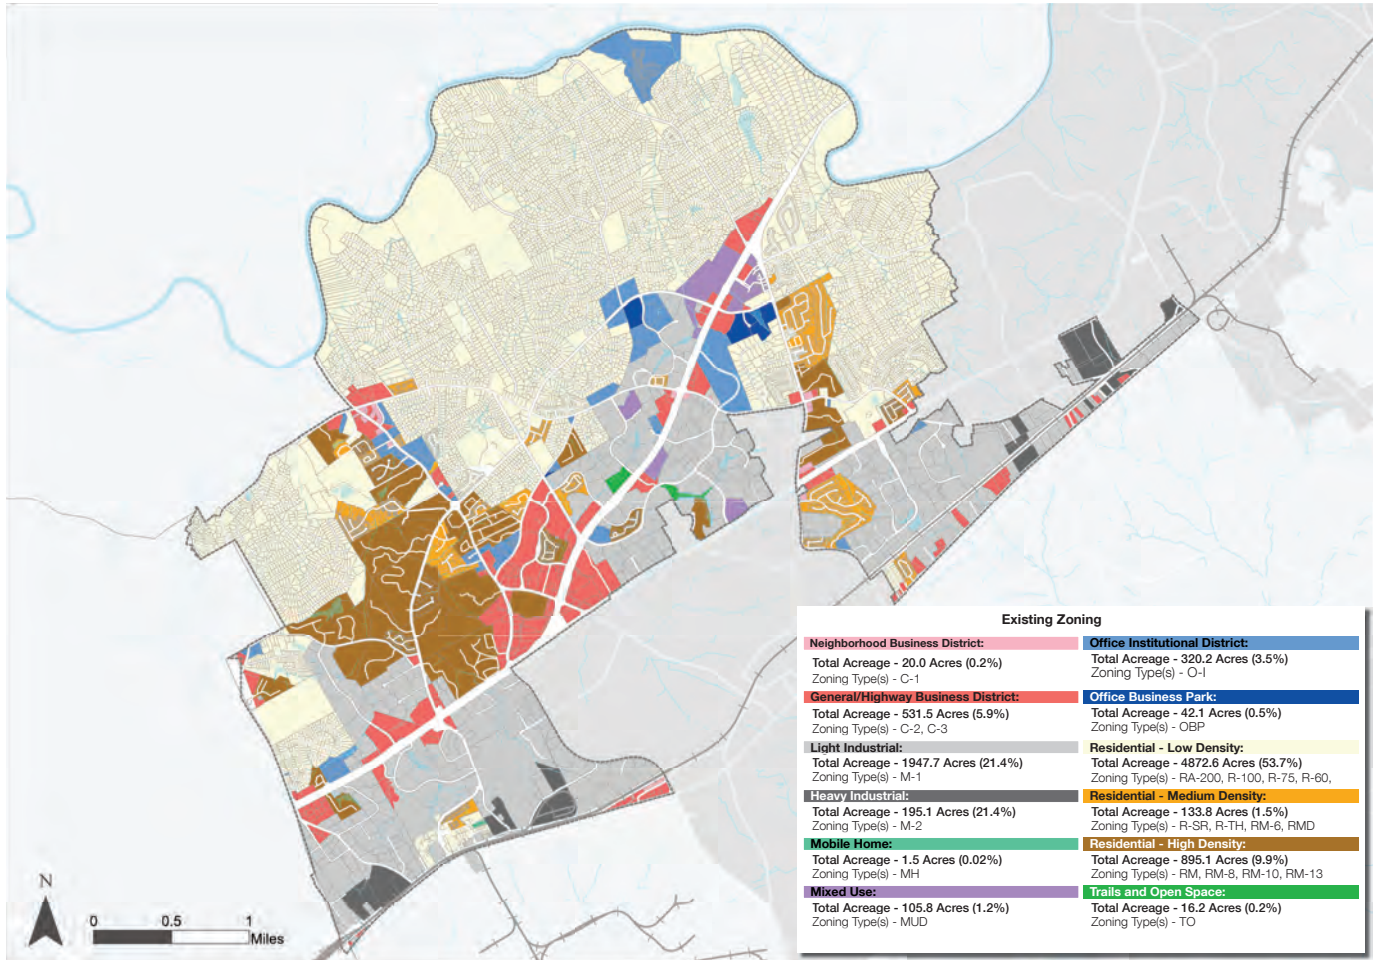 Existing Zoning
Neighborhood Business District:
Total Acreage - 20.0 Acres (0.2%)
Zoning Type(s) - C-1
General/Highway Business District:
Total Acreage - 531.5 Acres (5.9%)
Zoning Type(s) - C-2, C-3
Light Industrial:
Total Acreage - 1947.7 Acres (21.4%)
Zoning Type(s) - M-1
Heavy Industrial:
Total Acreage - 195.1 Acres (21.4%)
Zoning Type(s) - M-2
Mobile Home:
Total Acreage - 1.5 Acres (0.02%)
Zoning Type(s) - MH
Mixed Use:
Total Acreage - 105.8 Acres (1.2%)
Zoning Type(s) - MUD
Office Institutional District:
Total Acreage - 320.2 Acres (3.5%)
Zoning Type(s) - O-I
Office Business Park:
Total Acreage - 42.1 Acres (0.5%)
Zoning Type(s) - OBP
Residential - Low Density:
Total Acreage - 4872.6 Acres (53.7%)
Zoning Type(s) - RA-200, R-100, R-75, R-60,
Residential - Medium Density:
Total Acreage - 133.8 Acres (1.5%)
Zoning Type(s) - R-SR, R-TH, RM-6, RMD
Residential - High Density:
Total Acreage - 895.1 Acres (9.9%)
Zoning Type(s) - RM, RM-8, RM-10, RM-13
Trails and Open Space:
Total Acreage - 16.2 Acres (0.2%)
Zoning Type(s) - TO
N
0 0.5 1
Miles